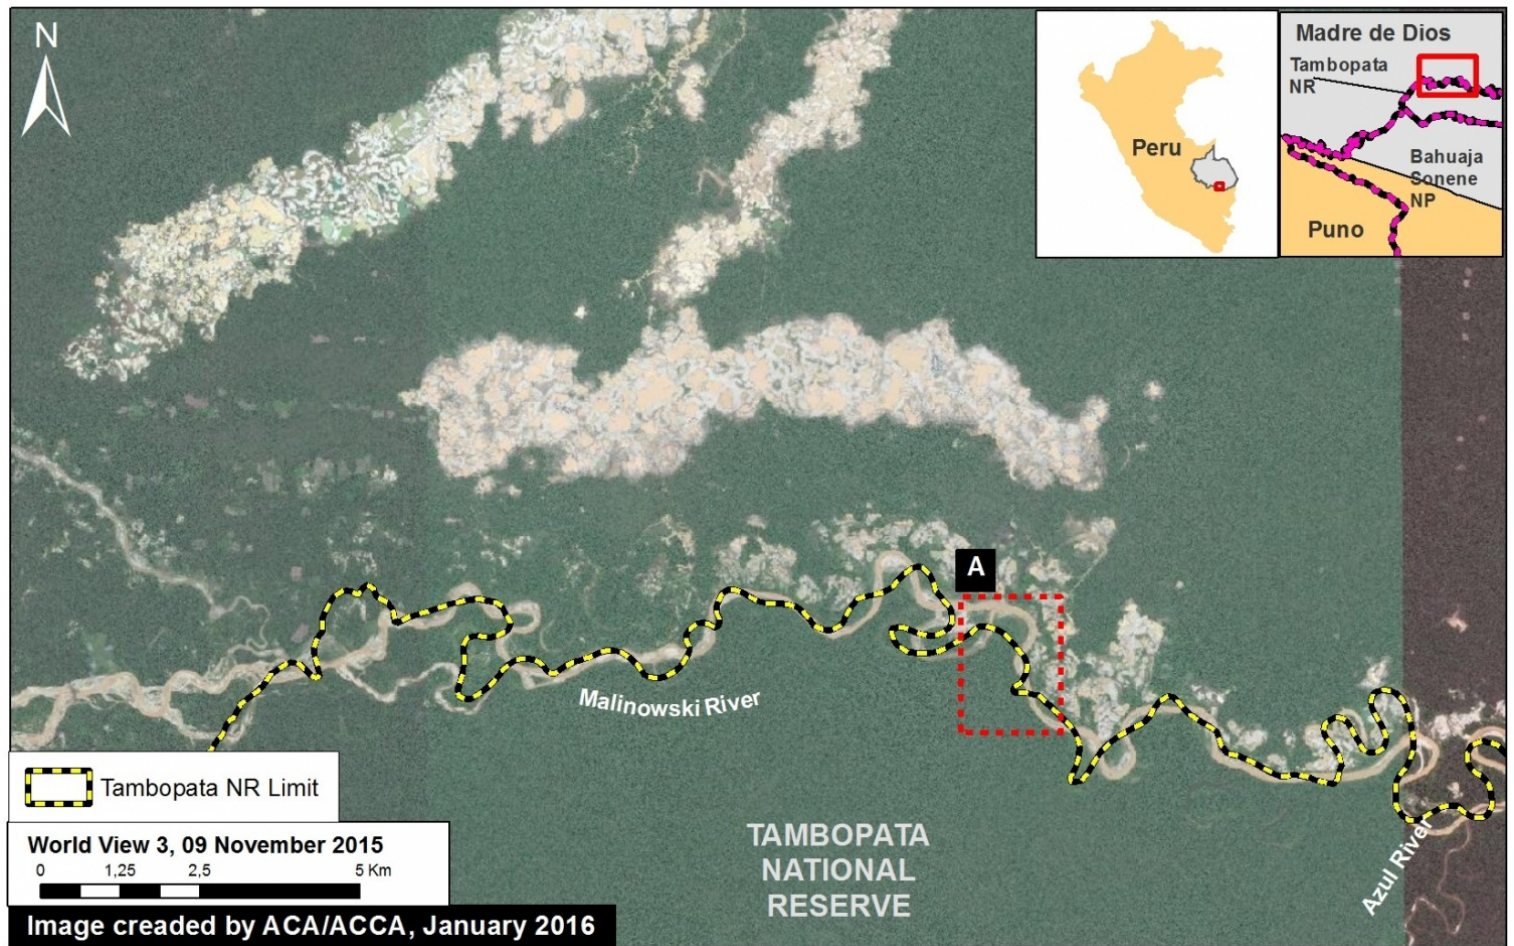 N
Peru
Madre de Dios
Tambopata
NR
Bahuaja
Sonene
NP
Puno
A
Malinowski River
Azul River
TAMBOPATA
NATIONAL
RESERVE
Tambopata NR Limit
World View 3, 09 November 2015
0 1,25 2,5 5 Km
Image creaded by ACA/ACCA, January 2016